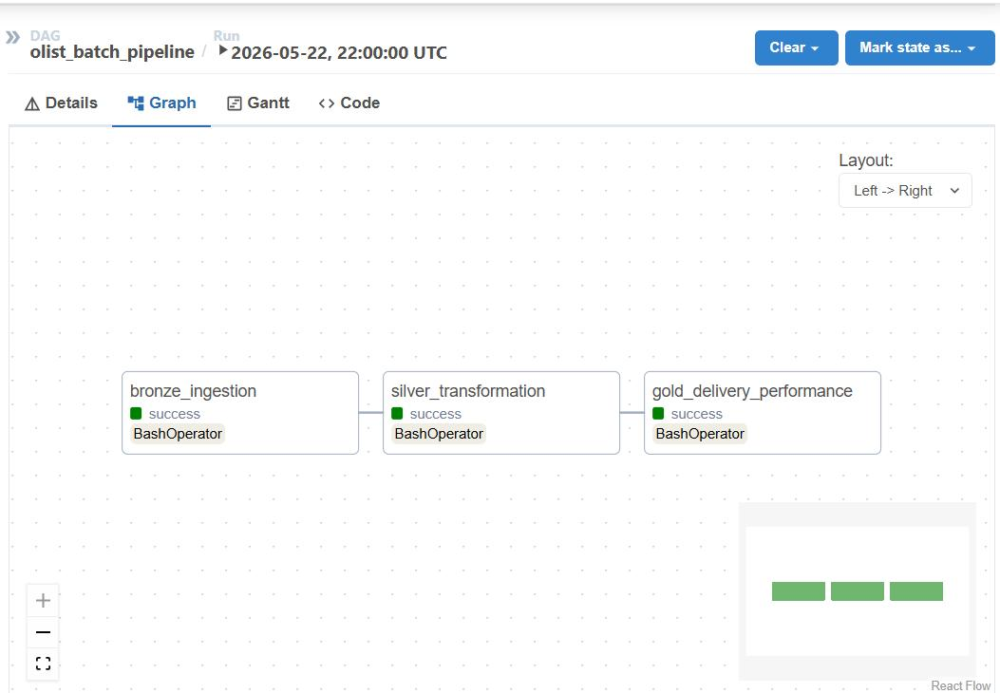 DAG
olist_batch_pipeline
/
Run
2026-05-22, 22:00:00 UTC
Clear
Mark state as...
Details
Graph
Gantt
Code
Layout:
Left -> Right
bronze_ingestion
success
BashOperator
silver_transformation
success
BashOperator
gold_delivery_performance
success
BashOperator
React Flow